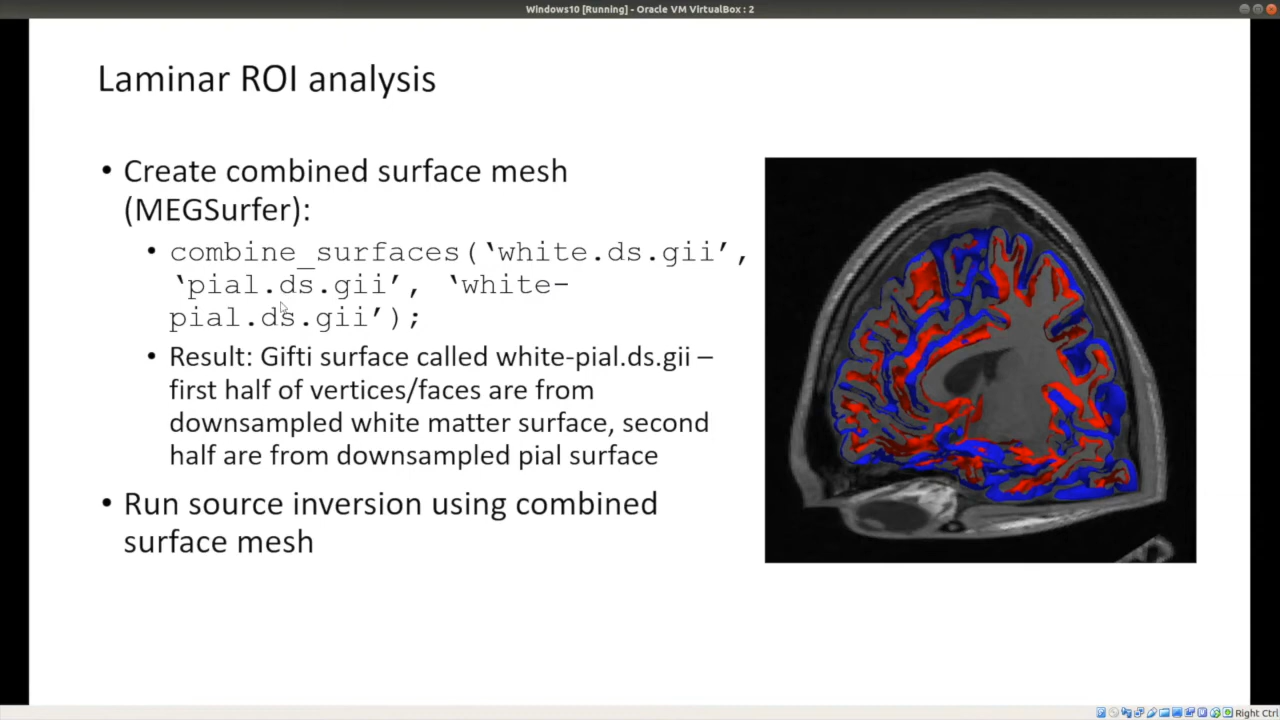 Windows10 [Running] - Oracle VM VirtualBox : 2
Laminar ROI analysis
• Create combined surface mesh
(MEGSurfer):
• combine_surfaces(‘white.ds.gii’,
‘pial.ds.gii’, ‘white-
pial.ds.gii’);
• Result: Gifti surface called white-pial.ds.gii –
first half of vertices/faces are from
downsampled white matter surface, second
half are from downsampled pial surface
• Run source inversion using combined
surface mesh
Right Ctrl